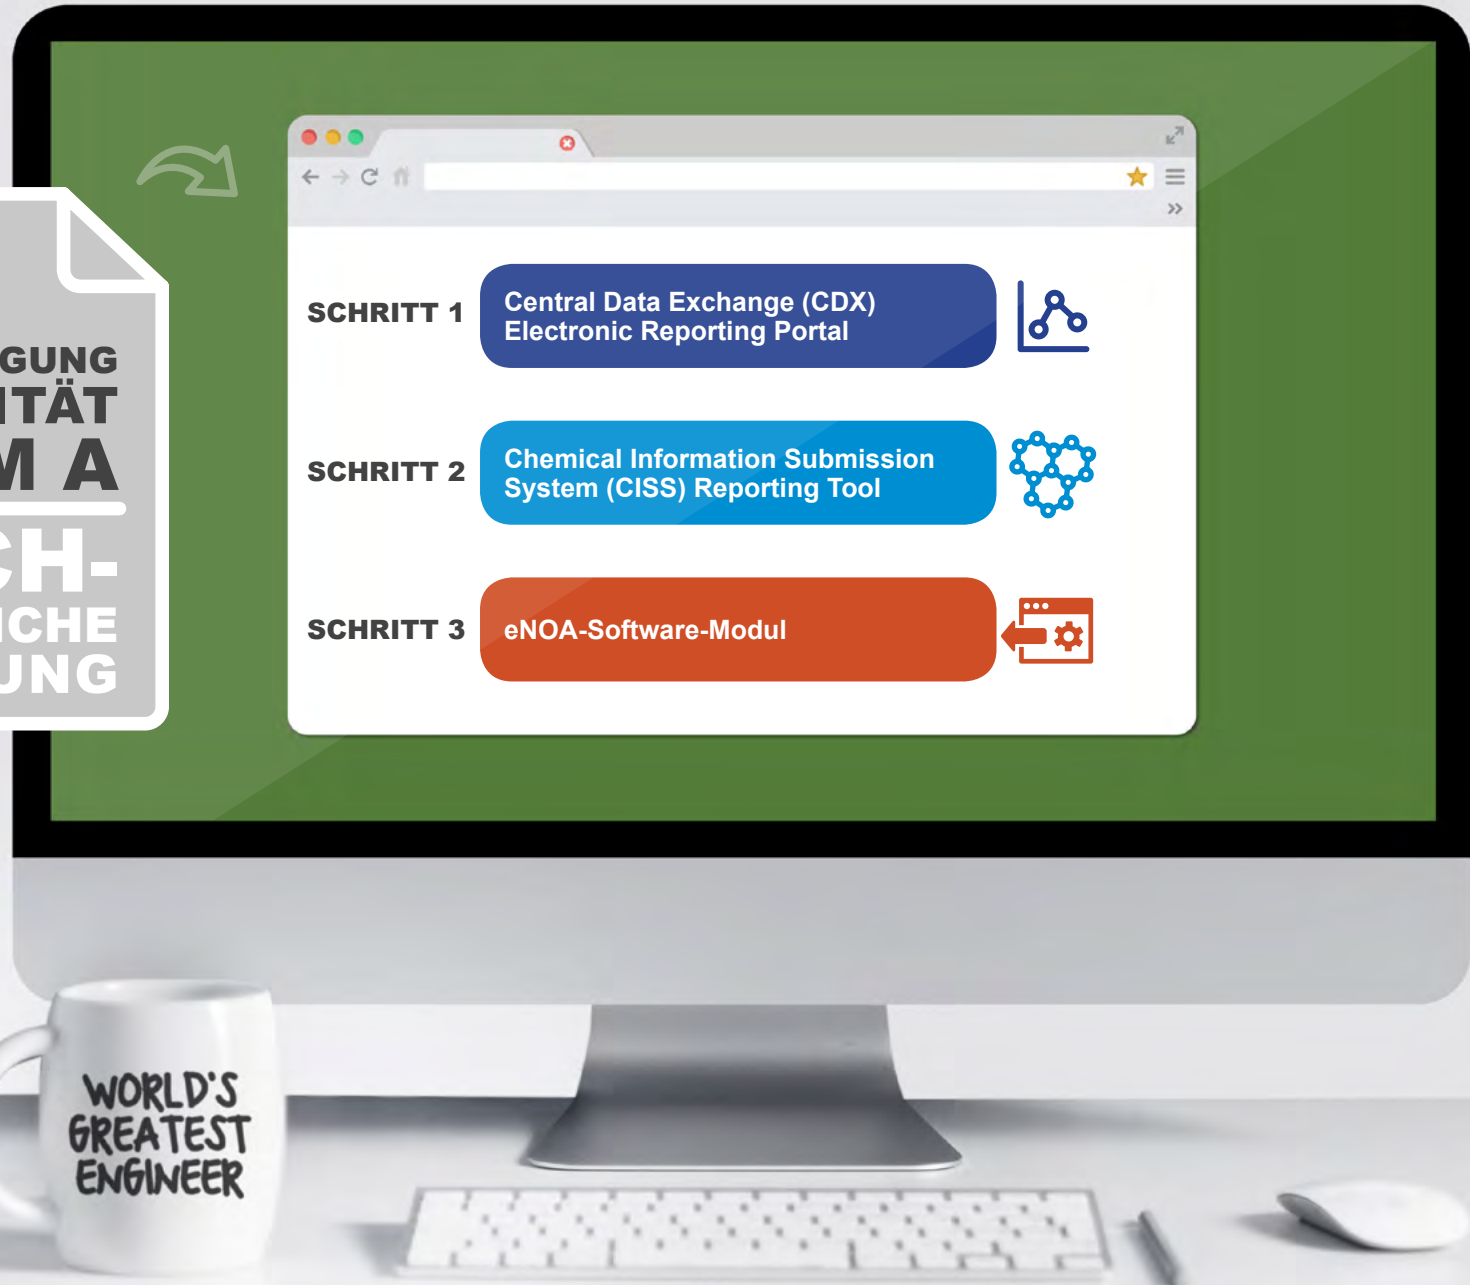 SCHRITT 1
Central Data Exchange (CDX)
Electronic Reporting Portal
SCHRITT 2
Chemical Information Submission
System (CISS) Reporting Tool
SCHRITT 3
eNOA-Software-Modul
GUNG
ITÄT
M A
CH-
ICHE
UNG
WORLD'S
GREATEST
ENGINEER